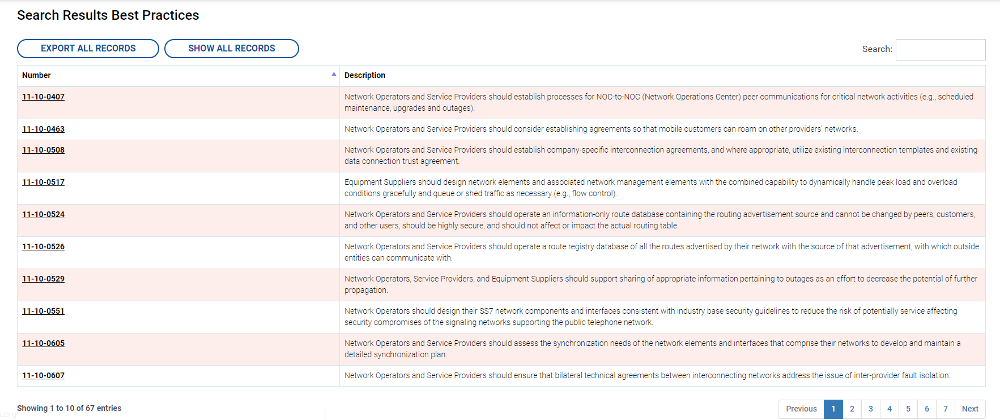 Search Results Best Practices
EXPORT ALL RECORDS
SHOW ALL RECORDS
Search:
Number
Description
11-10-0407
Network Operators and Service Providers should establish processes for NOC-to-NOC (Network Operations Center) peer communications for critical network activities (e.g., scheduled
maintenance, upgrades and outages).
11-10-0463
Network Operators and Service Providers should consider establishing agreements so that mobile customers can roam on other providers' networks.
11-10-0508
Network Operators and Service Providers should establish company-specific interconnection agreements, and where appropriate, utilize existing interconnection templates and existing
data connection trust agreement.
11-10-0517
Equipment Suppliers should design network elements and associated network management elements with the combined capability to dynamically handle peak load and overload
conditions gracefully and queue or shed traffic as necessary (e.g., flow control).
11-10-0524
Network Operators and Service Providers should operate an information-only route database containing the routing advertisement source and cannot be changed by peers, customers,
and other users, should be highly secure, and should not affect or impact the actual routing table.
11-10-0526
Network Operators and Service Providers should operate a route registry database of all the routes advertised by their network with the source of that advertisement, with which outside
entities can communicate with.
11-10-0529
Network Operators, Service Providers, and Equipment Suppliers should support sharing of appropriate information pertaining to outages as an effort to decrease the potential of further
propagation.
11-10-0551
Network Operators should design their SS7 network components and interfaces consistent with industry base security guidelines to reduce the risk of potentially service affecting
security compromises of the signaling networks supporting the public telephone network.
11-10-0605
Network Operators and Service Providers should assess the synchronization needs of the network elements and interfaces that comprise their networks to develop and maintain a
detailed synchronization plan.
11-10-0607
Network Operators and Service Providers should ensure that bilateral technical agreements between interconnecting networks address the issue of inter-provider fault isolation.
Showing 1 to 10 of 67 entries
Previous 1 2 3 4 5 6 7 Next
s.org